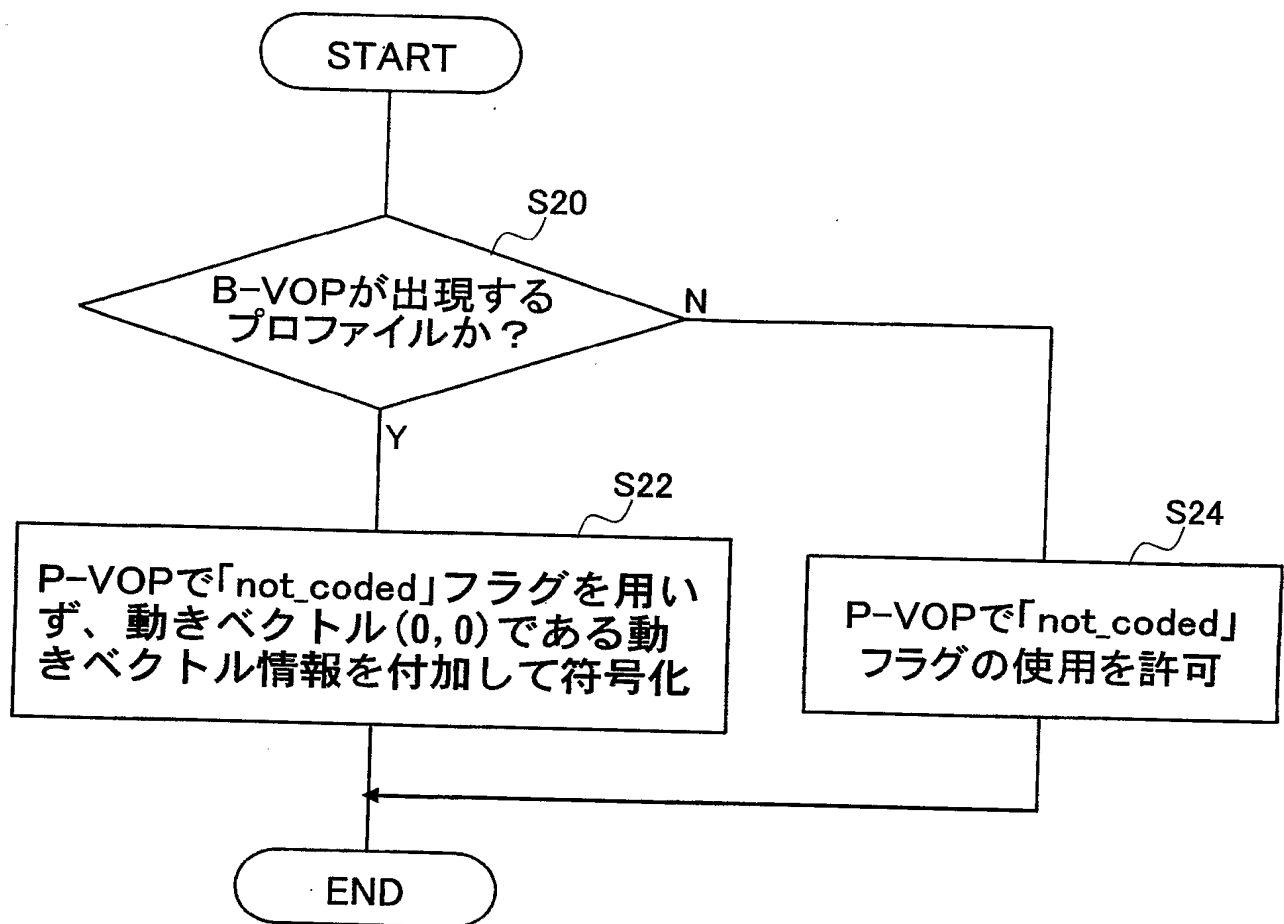 START
S20
B-VOPが出現する
プロファイルか？
N
Y
S22
P-VOPで「not_coded」フラグを用い
ず、動きベクトル(0,0)である動
きベクトル情報を付加して符号化
S24
P-VOPで「not_coded」
フラグの使用を許可
END